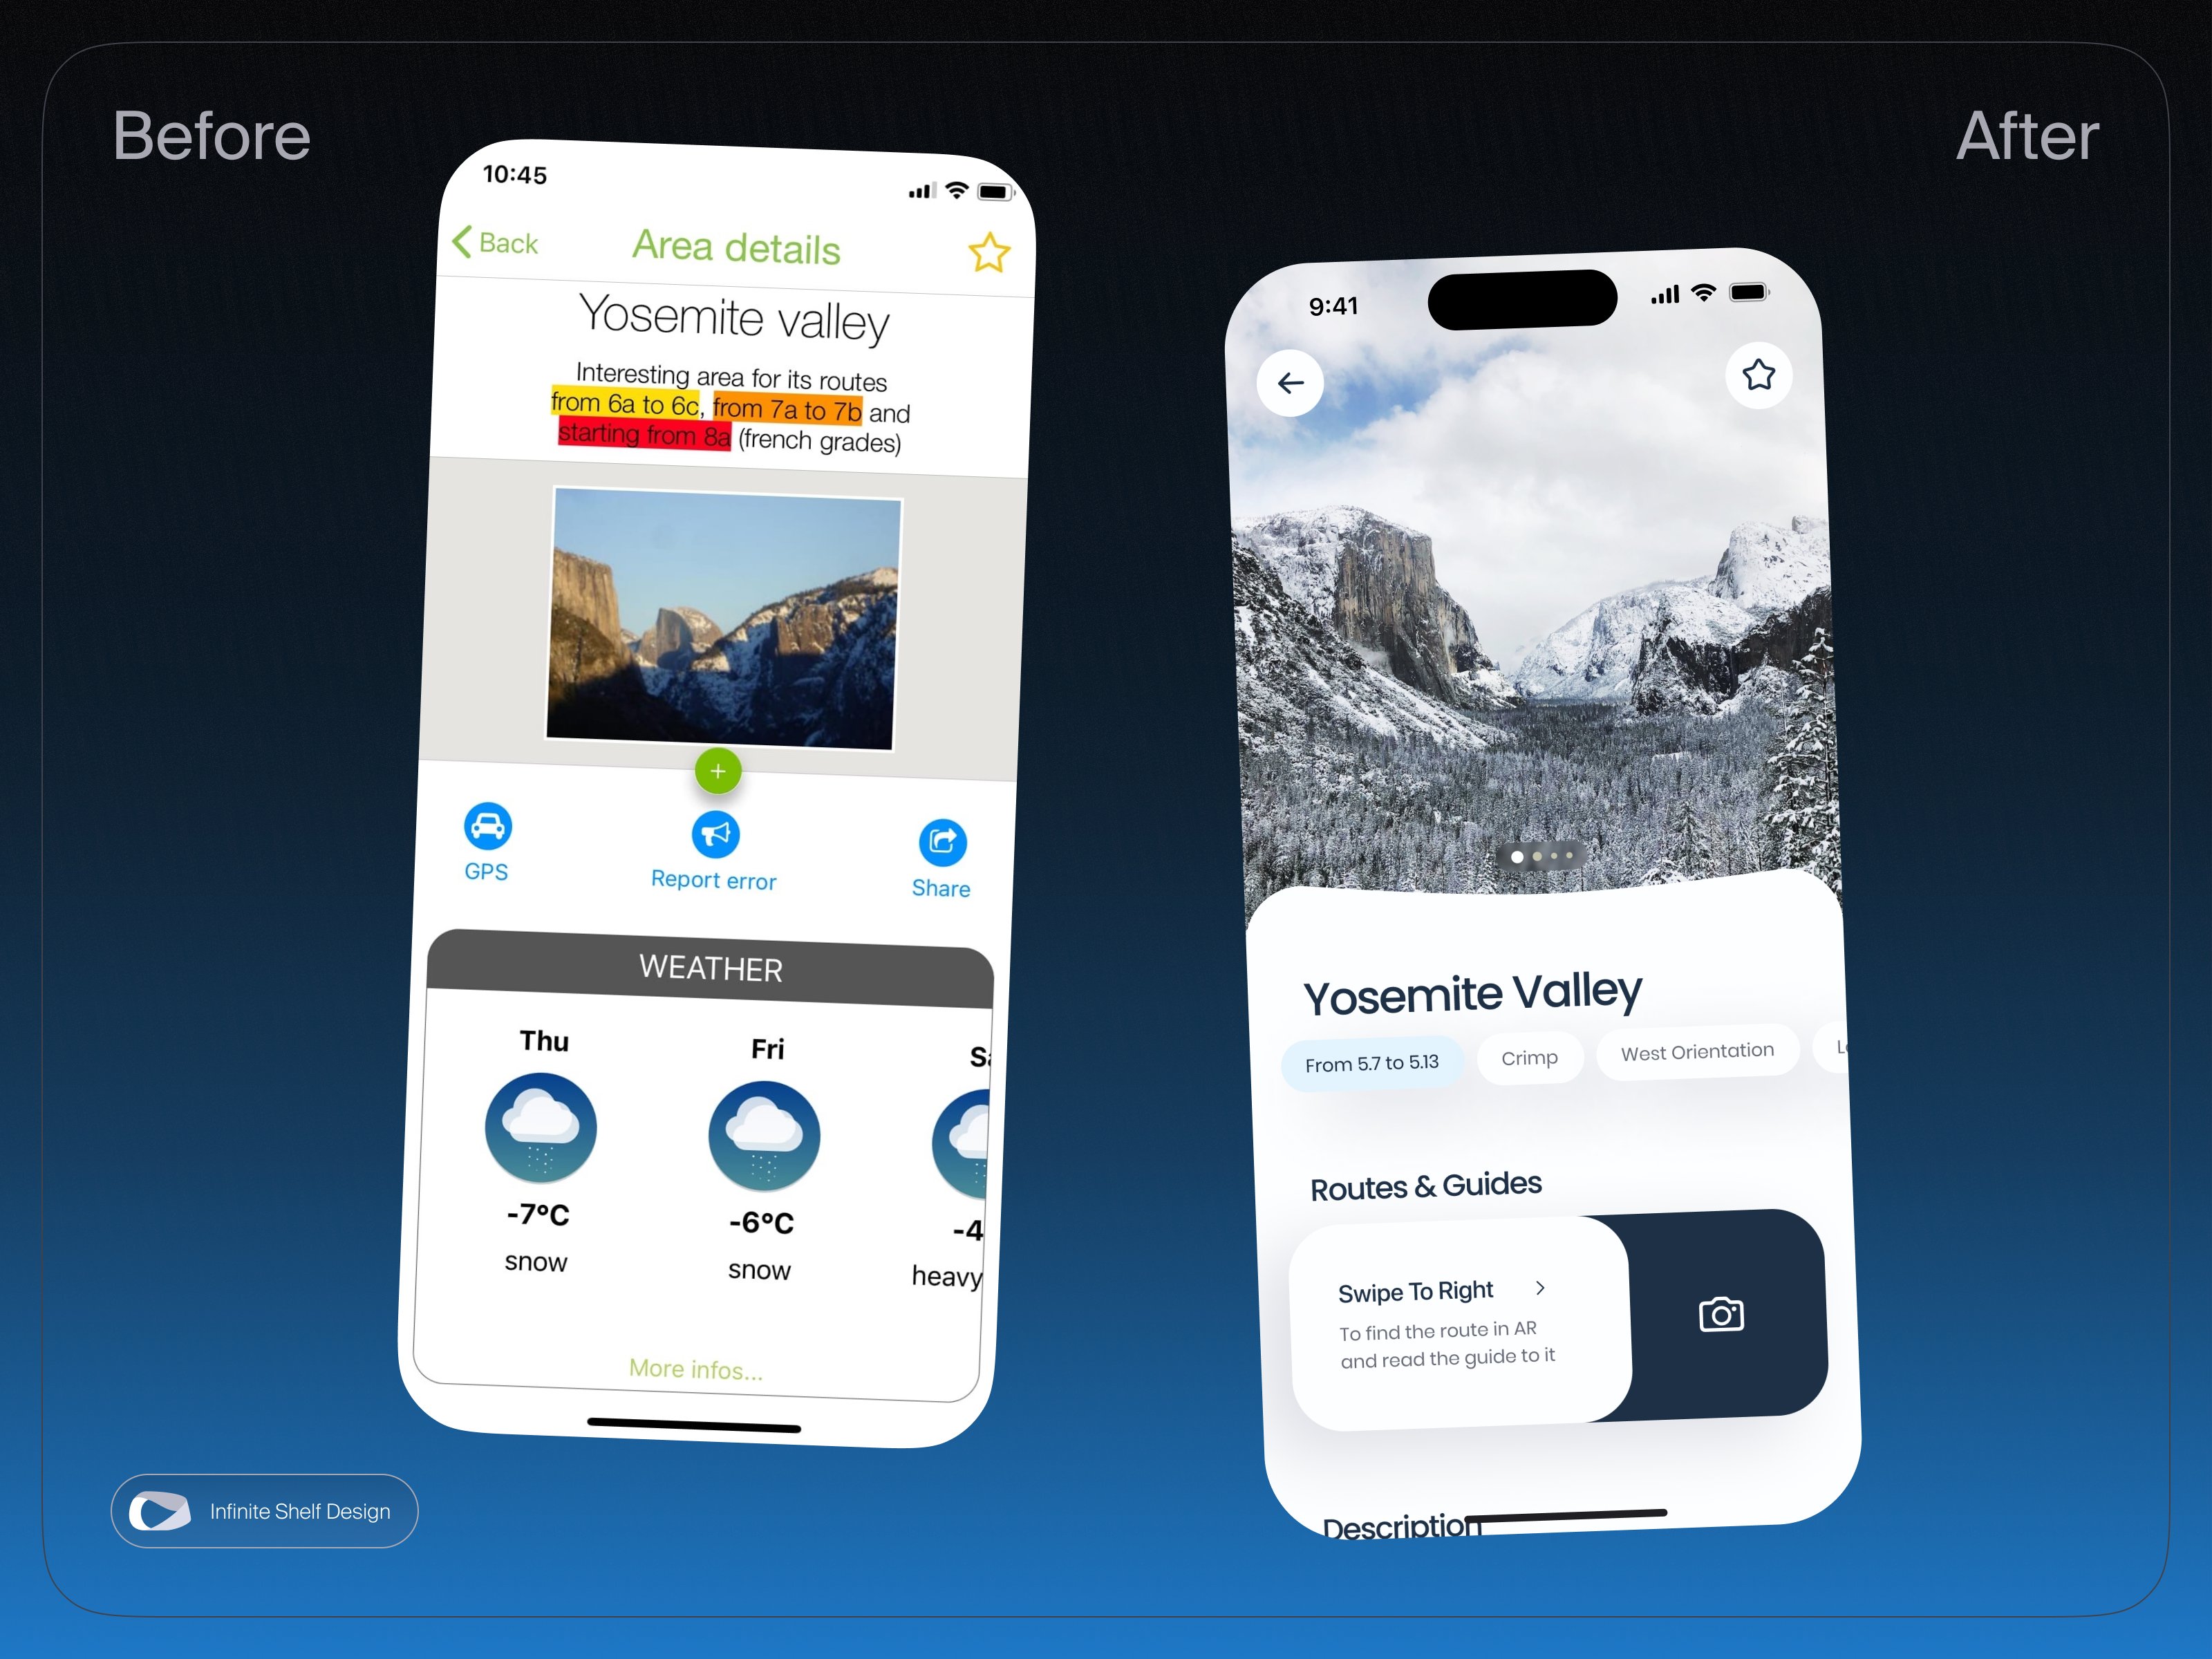 Before
After
10:45
Back
Area details
Yosemite valley
Interesting area for its routes
from 6a to 6c, from 7a to 7b and
starting from 8a (french grades)
GPS
Report error
Share
WEATHER
Thu
Fri
-7°C
-6°C
-4
snow
snow
heavy
More infos...
9:41
Yosemite Valley
From 5.7 to 5.13
Crimp
West Orientation
Routes & Guides
Swipe To Right
To find the route in AR
and read the guide to it
Description
Infinite Shelf Design